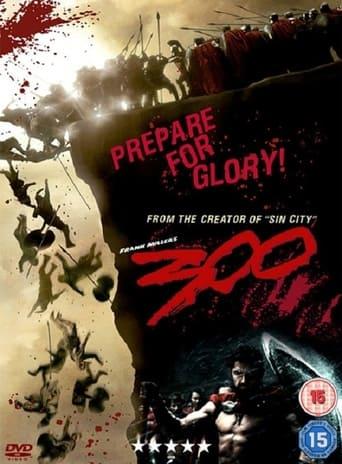 PREPARE
FOR
GLORY!
FROM THE CREATOR OF "SIN CITY"
FRANK MILLER'S
300
15
15
DVD
VIDEO